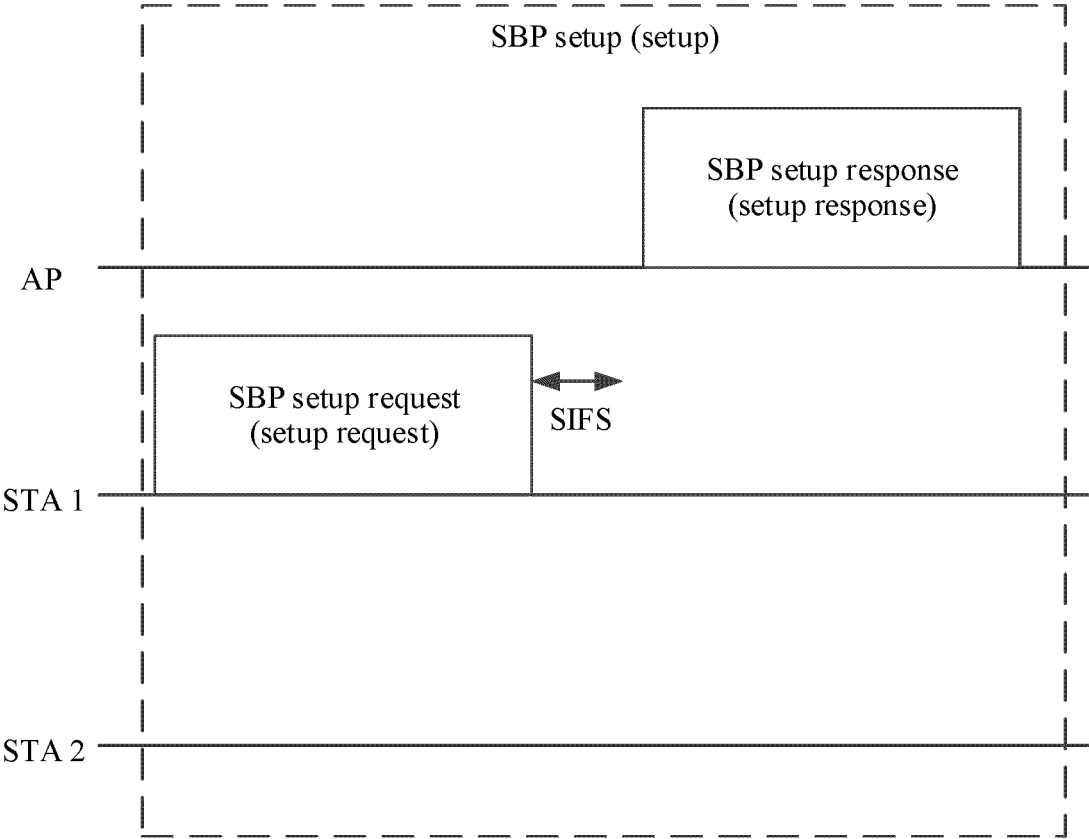 SBP setup (setup)
SBP setup response
(setup response)
AP
SBP setup request
(setup request)
SIFS
STA 1
STA 2